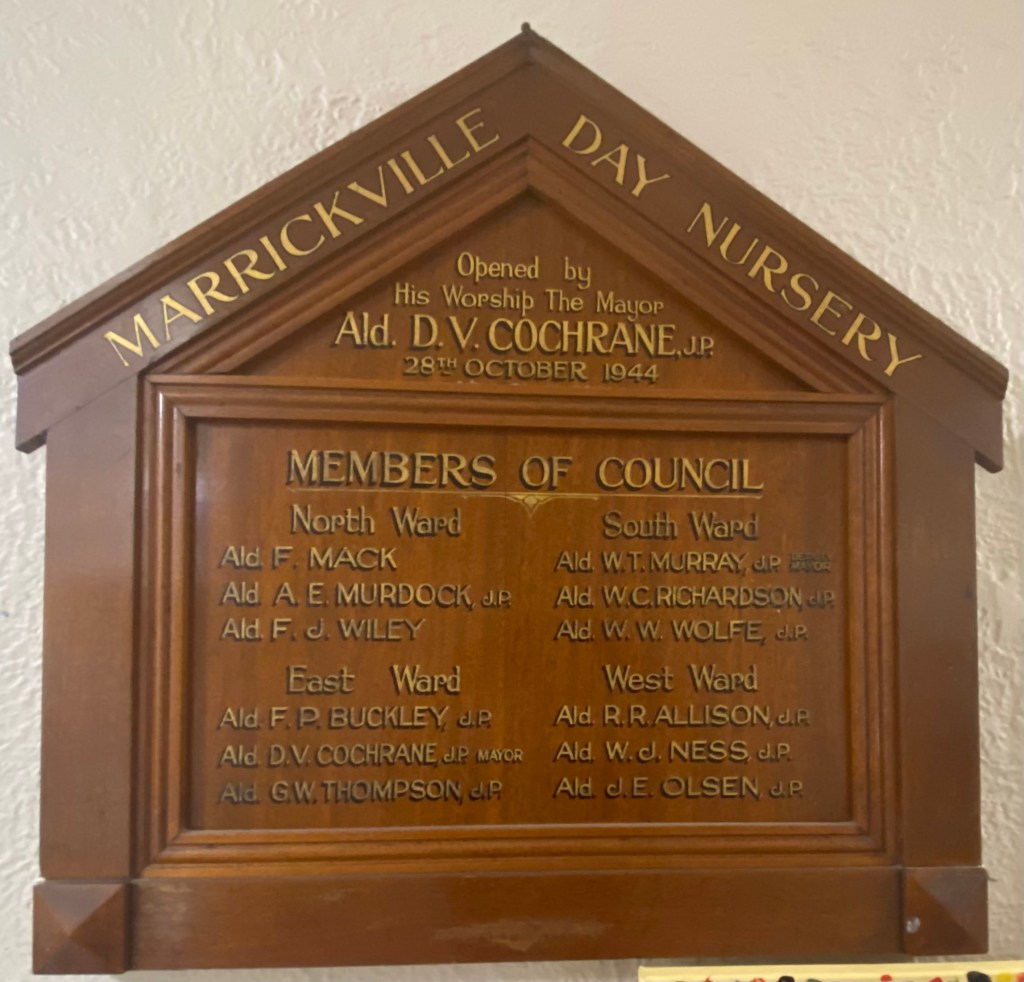 MARRICKVILLE DAY NURSERY
Opened by
His Worship The Mayor
Ald. D. V. COCHRANE, J.P.
28TH OCTOBER 1944
MEMBERS OF COUNCIL
North Ward
Ald. F. MACK
Ald. A. E. MURDOCK, J.P.
Ald. F. J. WILEY
South Ward
Ald. W. T. MURRAY, J.P. DEPUTY MAYOR
Ald. W. C. RICHARDSON, J.P.
Ald. W. W. WOLFE, J.P.
East Ward
Ald. F. P. BUCKLEY, J.P.
Ald. D. V. COCHRANE, J.P. MAYOR
Ald. G. W. THOMPSON, J.P.
West Ward
Ald. R. R. ALLISON, J.P.
Ald. W. J. NESS, J.P.
Ald. J. E. OLSEN, J.P.